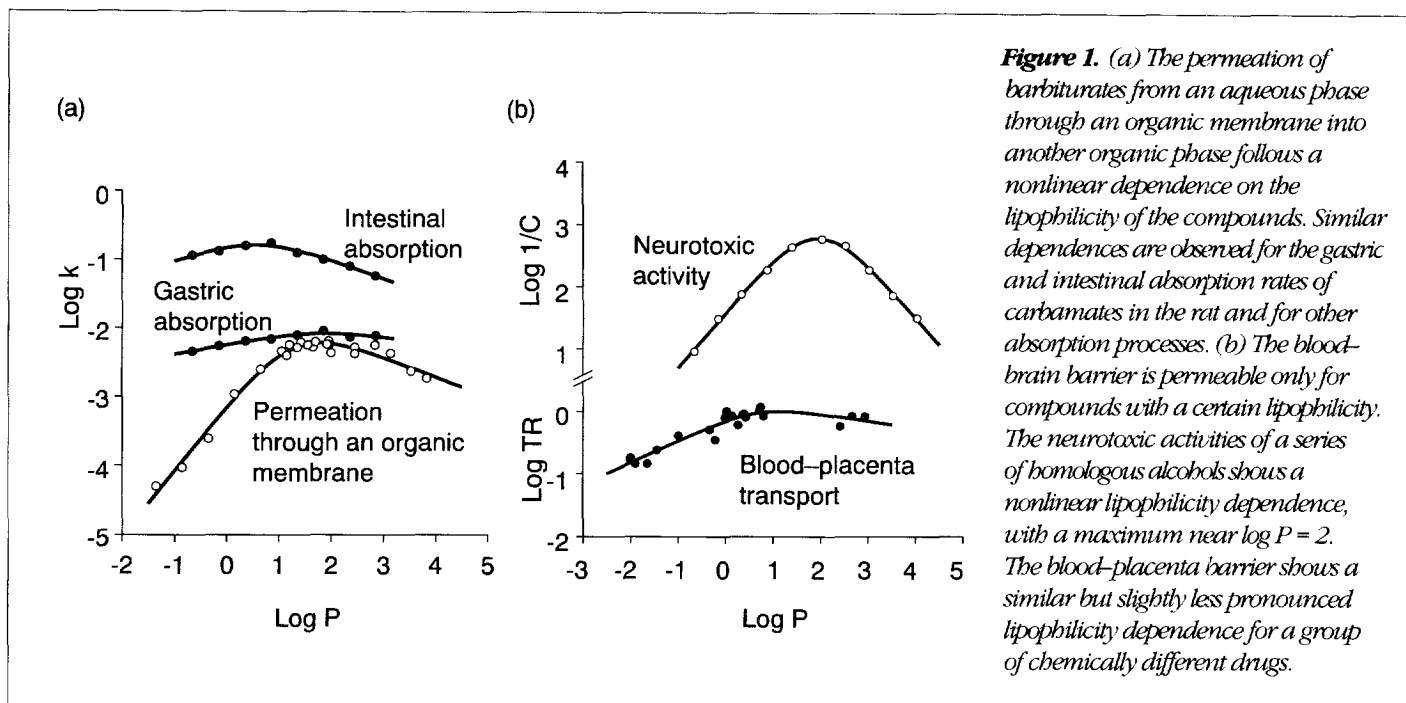 (a)
0
-1
-2
-3
-4
-5
Log k
Intestinal
absorption
Gastric
absorption
Permeation
through an organic
membrane
-2 -1 0 1 2 3 4 5
Log P
(b)
4
3
2
1
Log 1/C
Neurotoxic
activity
0
-1
-2
Log TR
Blood–placenta
transport
-3 -2 -1 0 1 2 3 4 5
Log P
Figure 1. (a) The permeation of
barbiturates from an aqueous phase
through an organic membrane into
another organic phase follows a
nonlinear dependence on the
lipophilicity of the compounds. Similar
dependences are observed for the gastric
and intestinal absorption rates of
carbamates in the rat and for other
absorption processes. (b) The blood–
brain barrier is permeable only for
compounds with a certain lipophilicity.
The neurotoxic activities of a series
of homologous alcohols shows a
nonlinear lipophilicity dependence,
with a maximum near log P = 2.
The blood–placenta barrier shows a
similar but slightly less pronounced
lipophilicity dependence for a group
of chemically different drugs.